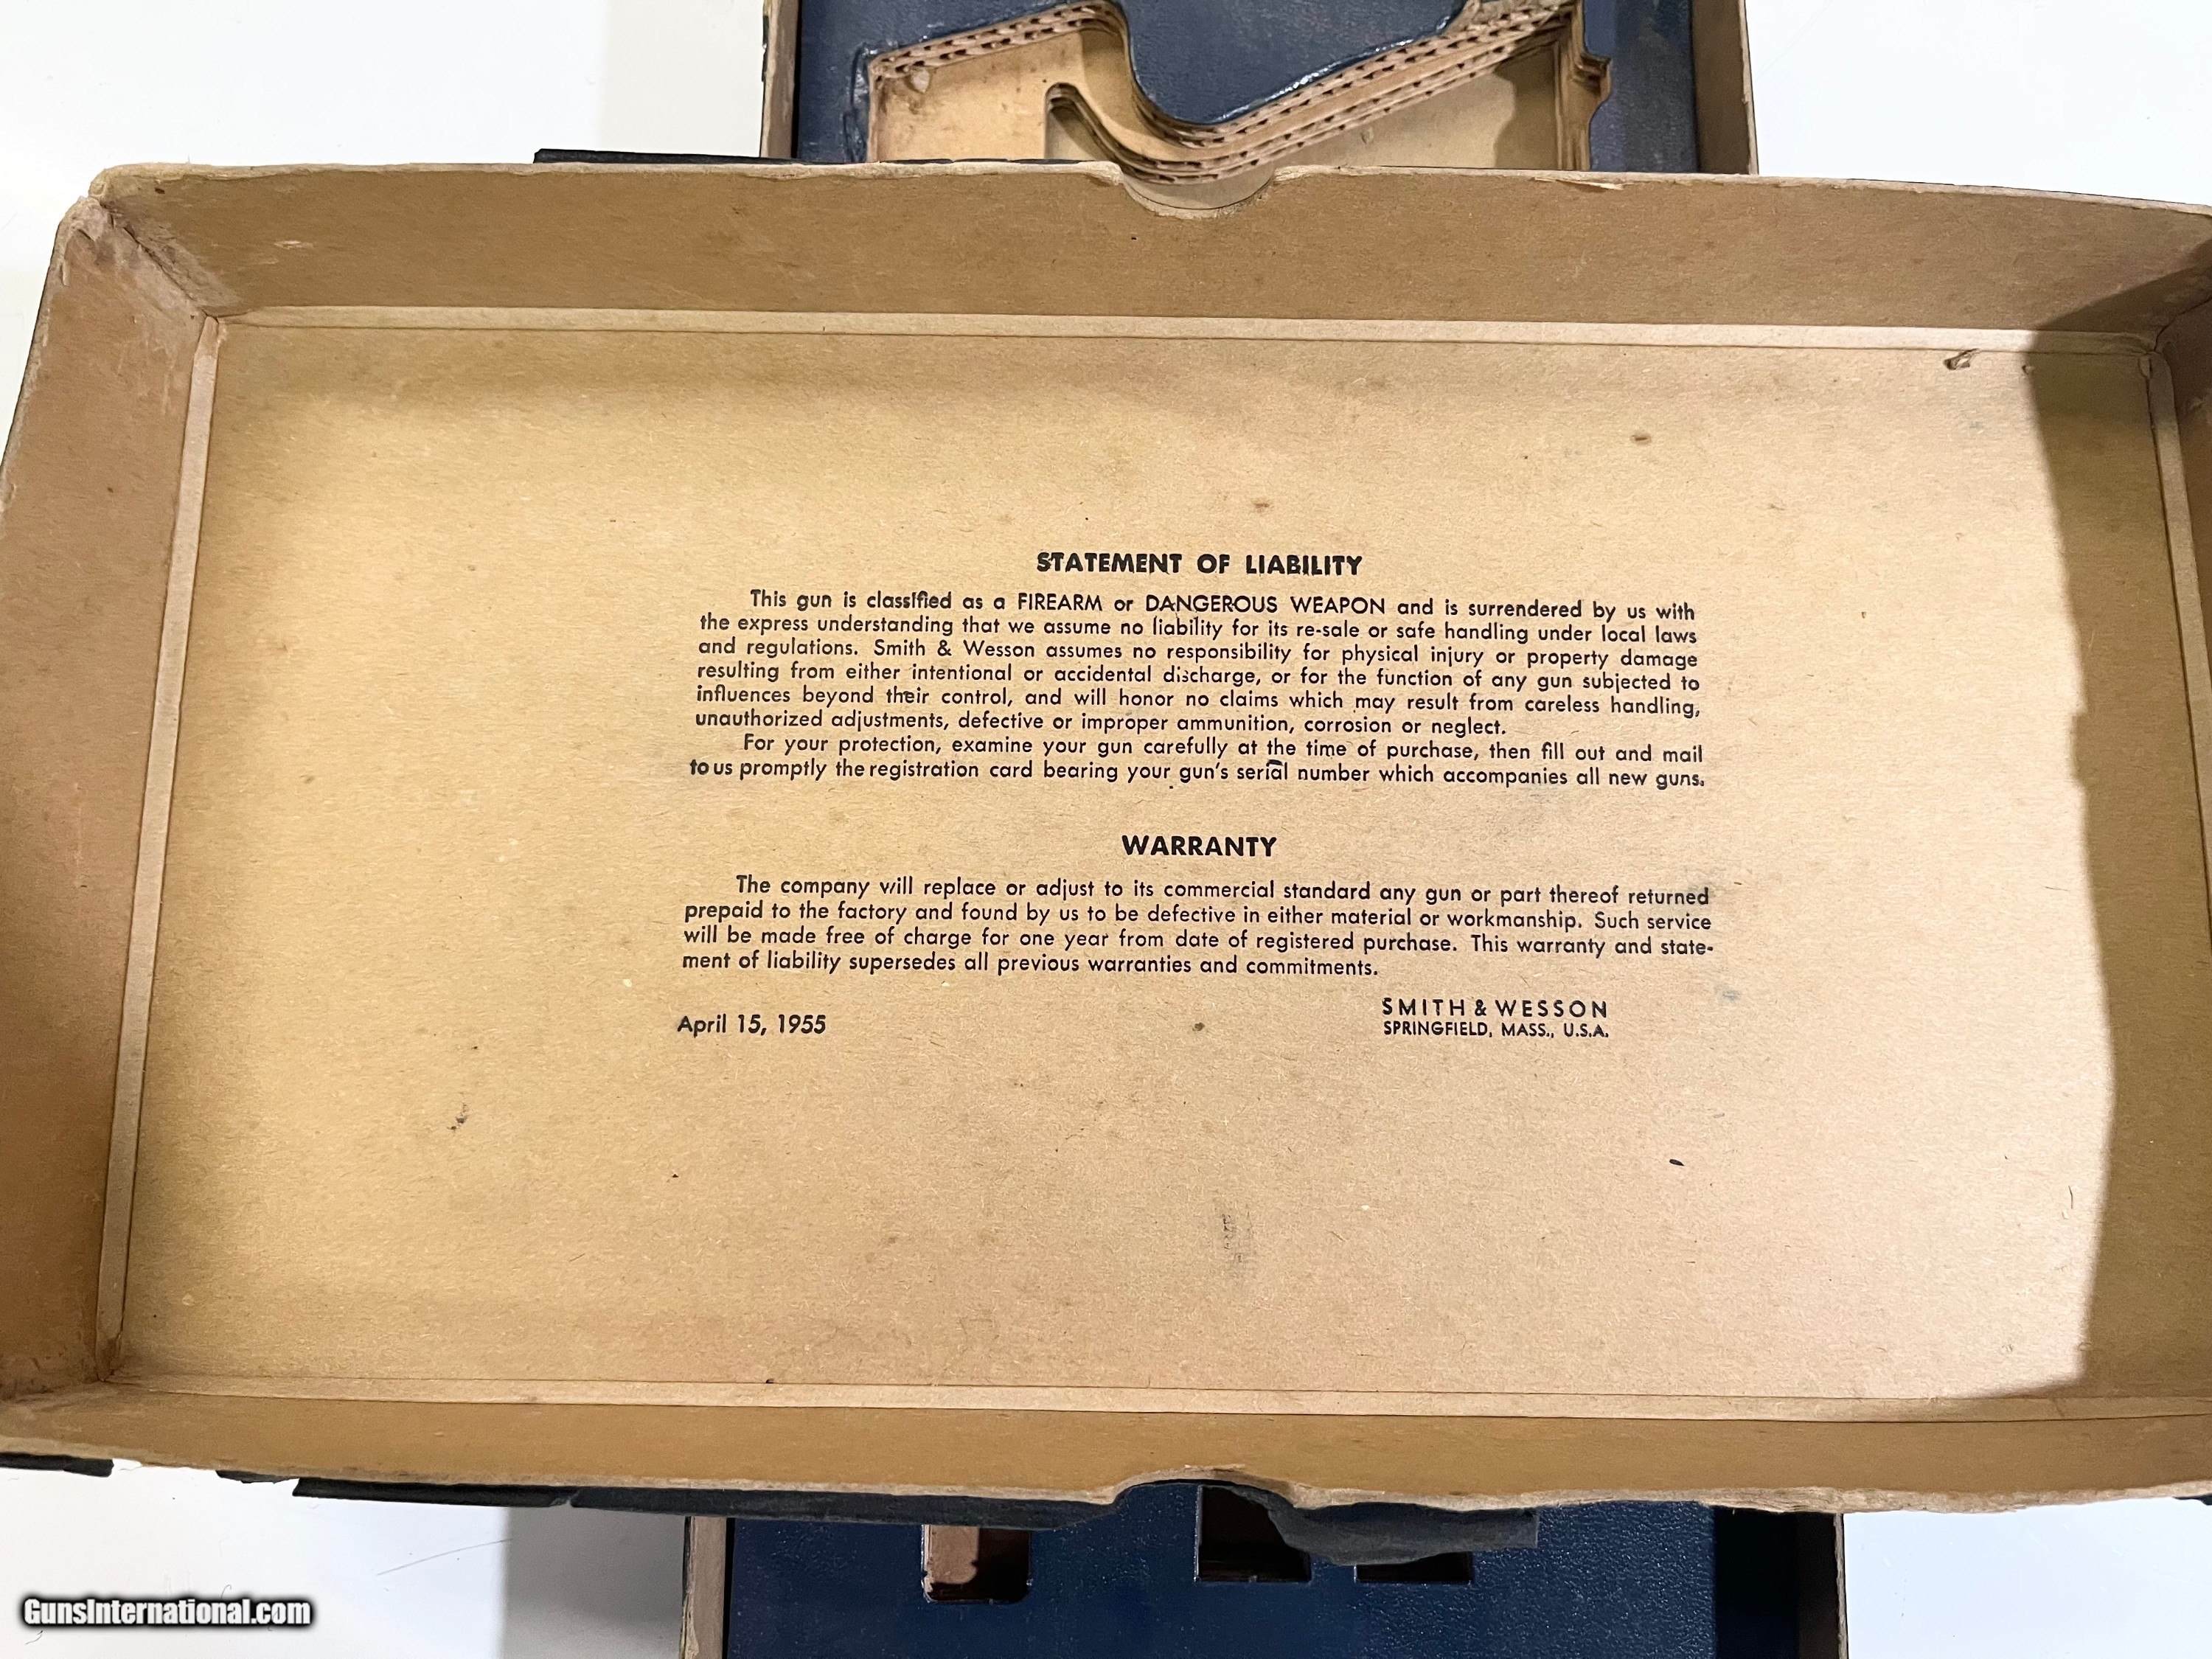 STATEMENT OF LIABILITY
This gun is classified as a FIREARM or DANGEROUS WEAPON and is surrendered by us with
the express understanding that we assume no liability for its re-sale or safe handling under local laws
and regulations. Smith & Wesson assumes no responsibility for physical injury or property damage
resulting from either intentional or accidental discharge, or for the function of any gun subjected to
influences beyond their control, and will honor no claims which may result from careless handling,
unauthorized adjustments, defective or improper ammunition, corrosion or neglect.
For your protection, examine your gun carefully at the time of purchase, then fill out and mail
to us promptly the registration card bearing your gun's serial number which accompanies all new guns.
WARRANTY
The company will replace or adjust to its commercial standard any gun or part thereof returned
prepaid to the factory and found by us to be defective in either material or workmanship. Such service
will be made free of charge for one year from date of registered purchase. This warranty and state-
ment of liability supersedes all previous warranties and commitments.
SMITH & WESSON
April 15, 1955
SPRINGFIELD, MASS., U.S.A.
GunsInternational.com